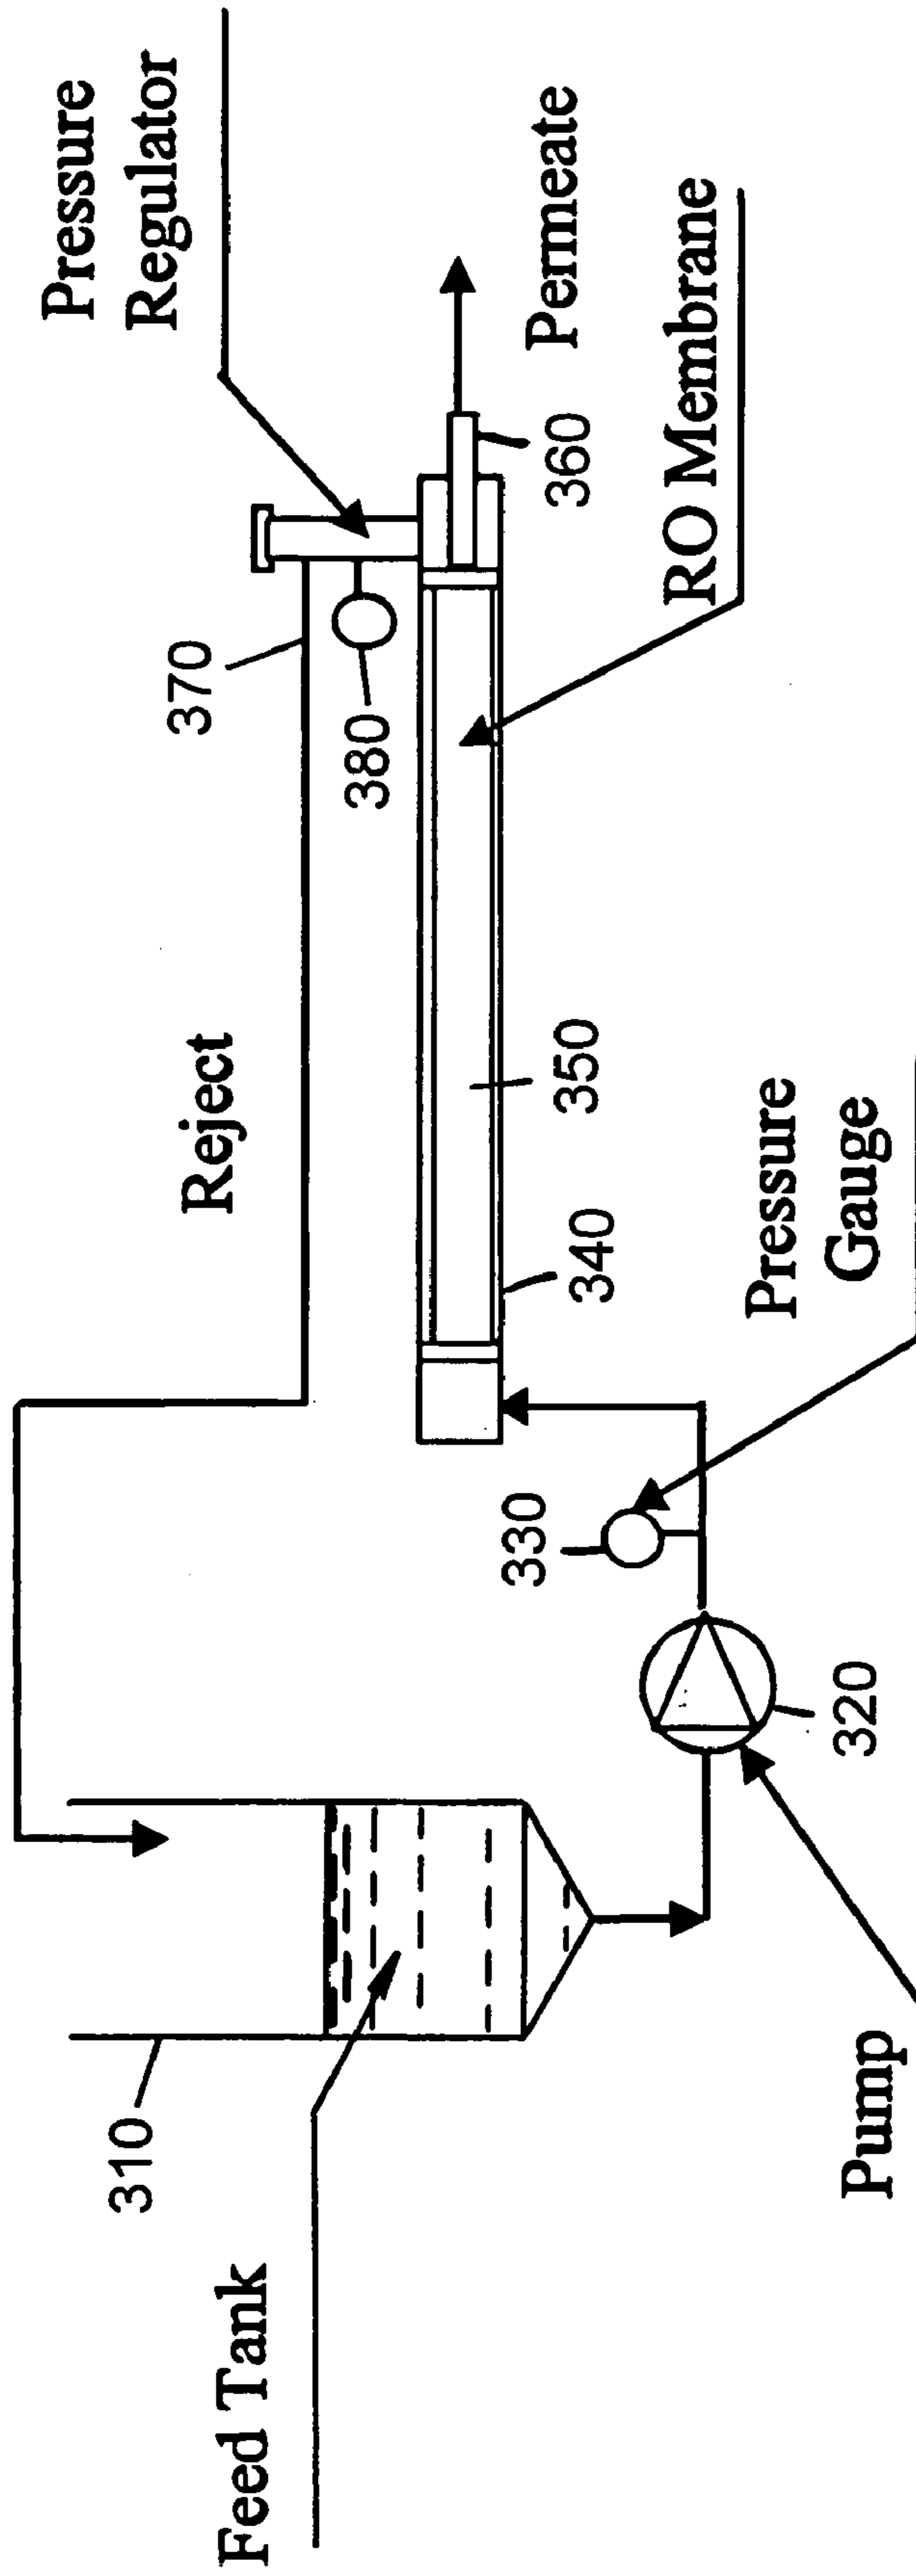 Pressure
Regulator
370
Reject
380
Permeate
360
310
Feed Tank
350
340
330
RO Membrane
Pressure
Gauge
320
Pump